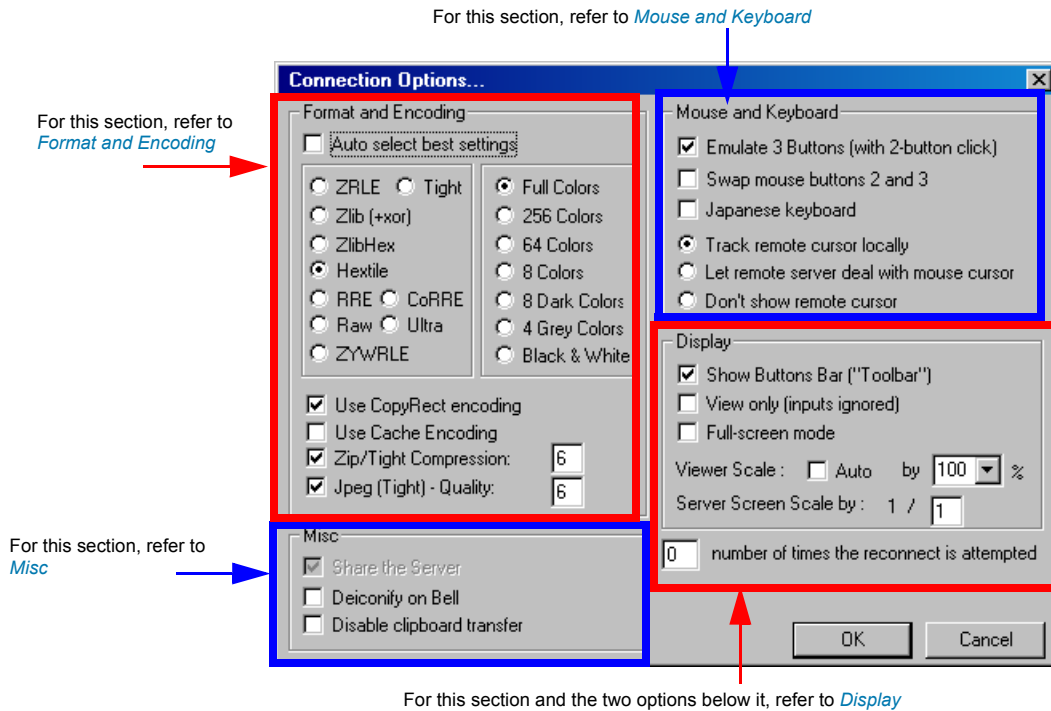 For this section, refer to Mouse and Keyboard
Connection Options...
For this section, refer to
Format and Encoding
Format and Encoding
Auto select best settings
ZRLE Tight
Zlib (+xor)
ZlibHex
Hextile
RRE CoRRE
Raw Ultra
ZYWRLE
Full Colors
256 Colors
64 Colors
8 Colors
8 Dark Colors
4 Grey Colors
Black & White
Use CopyRect encoding
Use Cache Encoding
Zip/Tight Compression: 6
Jpeg (Tight) - Quality: 6
Mouse and Keyboard
Emulate 3 Buttons (with 2-button click)
Swap mouse buttons 2 and 3
Japanese keyboard
Track remote cursor locally
Let remote server deal with mouse cursor
Don't show remote cursor
Display
Show Buttons Bar ("Toolbar")
View only (inputs ignored)
Full-screen mode
Viewer Scale : Auto by 100 %
Server Screen Scale by : 1 / 1
0 number of times the reconnect is attempted
For this section, refer to
Misc
Misc
Share the Server
Deiconify on Bell
Disable clipboard transfer
OK Cancel
For this section and the two options below it, refer to Display